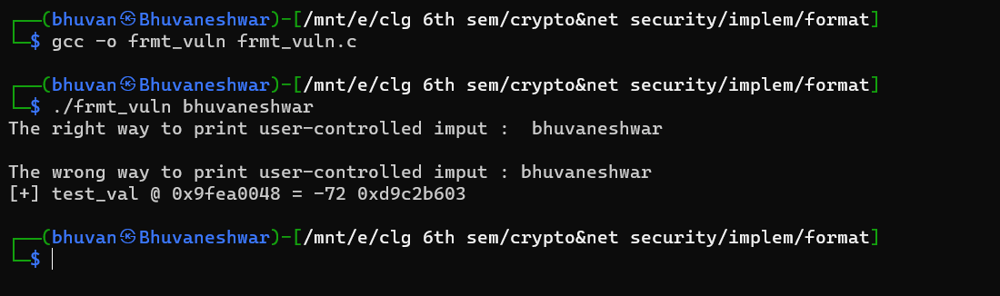 ┌──(bhuvan㉿Bhuvaneshwar)-[/mnt/e/clg 6th sem/crypto&net security/implem/format]
└─$ gcc -o frmt_vuln frmt_vuln.c
┌──(bhuvan㉿Bhuvaneshwar)-[/mnt/e/clg 6th sem/crypto&net security/implem/format]
└─$ ./frmt_vuln bhuvaneshwar
The right way to print user-controlled imput :  bhuvaneshwar
The wrong way to print user-controlled imput : bhuvaneshwar
[+] test_val @ 0x9fea0048 = -72 0xd9c2b603
┌──(bhuvan㉿Bhuvaneshwar)-[/mnt/e/clg 6th sem/crypto&net security/implem/format]
└─$